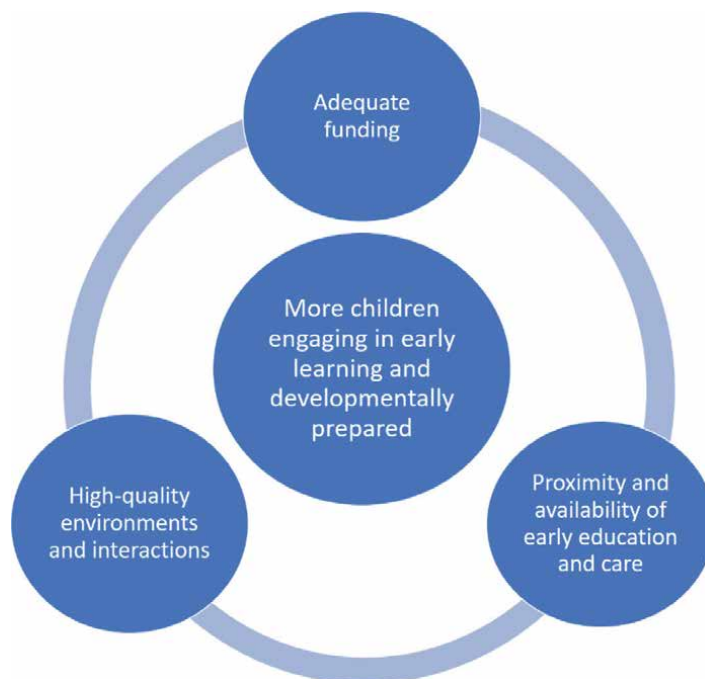 Adequate
funding
More children
engaging in early
learning and
developmentally
prepared
High-quality
environments
and interactions
Proximity and
availability of
early education
and care